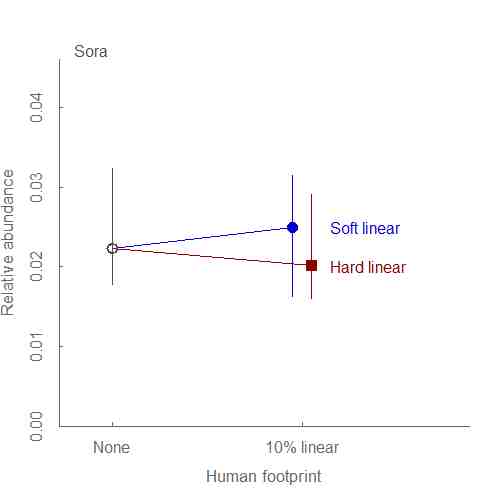 Sora
Relative abundance
0.04
0.03
0.02
0.01
0.00
Soft linear
Hard linear
None
10% linear
Human footprint